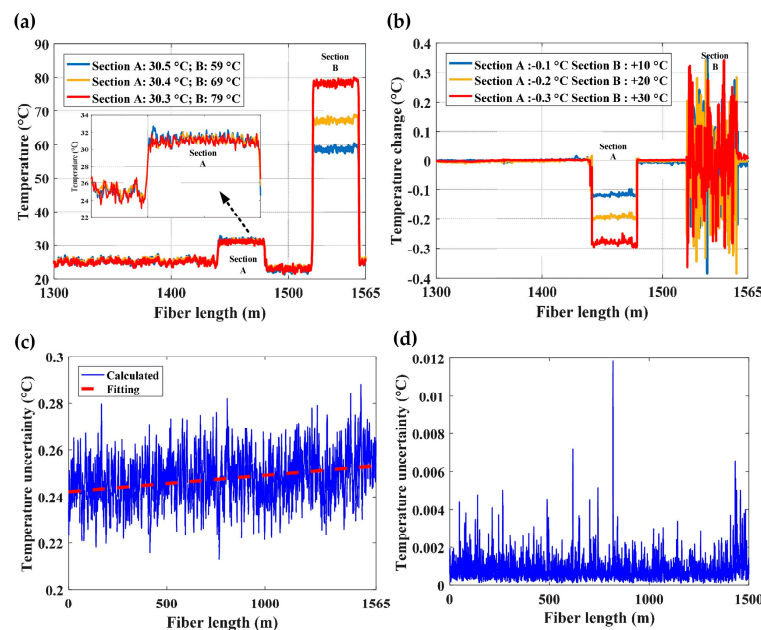 (a)
Temperature (°C)
90
80
70
60
50
40
30
20
Section A: 30.5 °C; B: 59 °C
Section A: 30.4 °C; B: 69 °C
Section A: 30.3 °C; B: 79 °C
Section
B
Temperature (°C)
34
32
30
28
26
24
22
Section
A
Section
A
1300
1400
1500
1565
Fiber length (m)
(b)
Temperature change (°C)
0.4
0.3
0.2
0.1
0
-0.1
-0.2
-0.3
-0.4
Section A :-0.1 °C Section B : +10 °C
Section A :-0.2 °C Section B : +20 °C
Section A :-0.3 °C Section B : +30 °C
Section
B
Section
A
1300
1400
1500
1565
Fiber length (m)
(c)
Temperature uncertainty (°C)
0.3
0.28
0.26
0.24
0.22
0.2
Calculated
Fitting
0
500
1000
1565
Fiber length (m)
(d)
Temperature uncertainty (°C)
0.012
0.01
0.008
0.006
0.004
0.002
0
0
500
1000
1500
Fiber length (m)